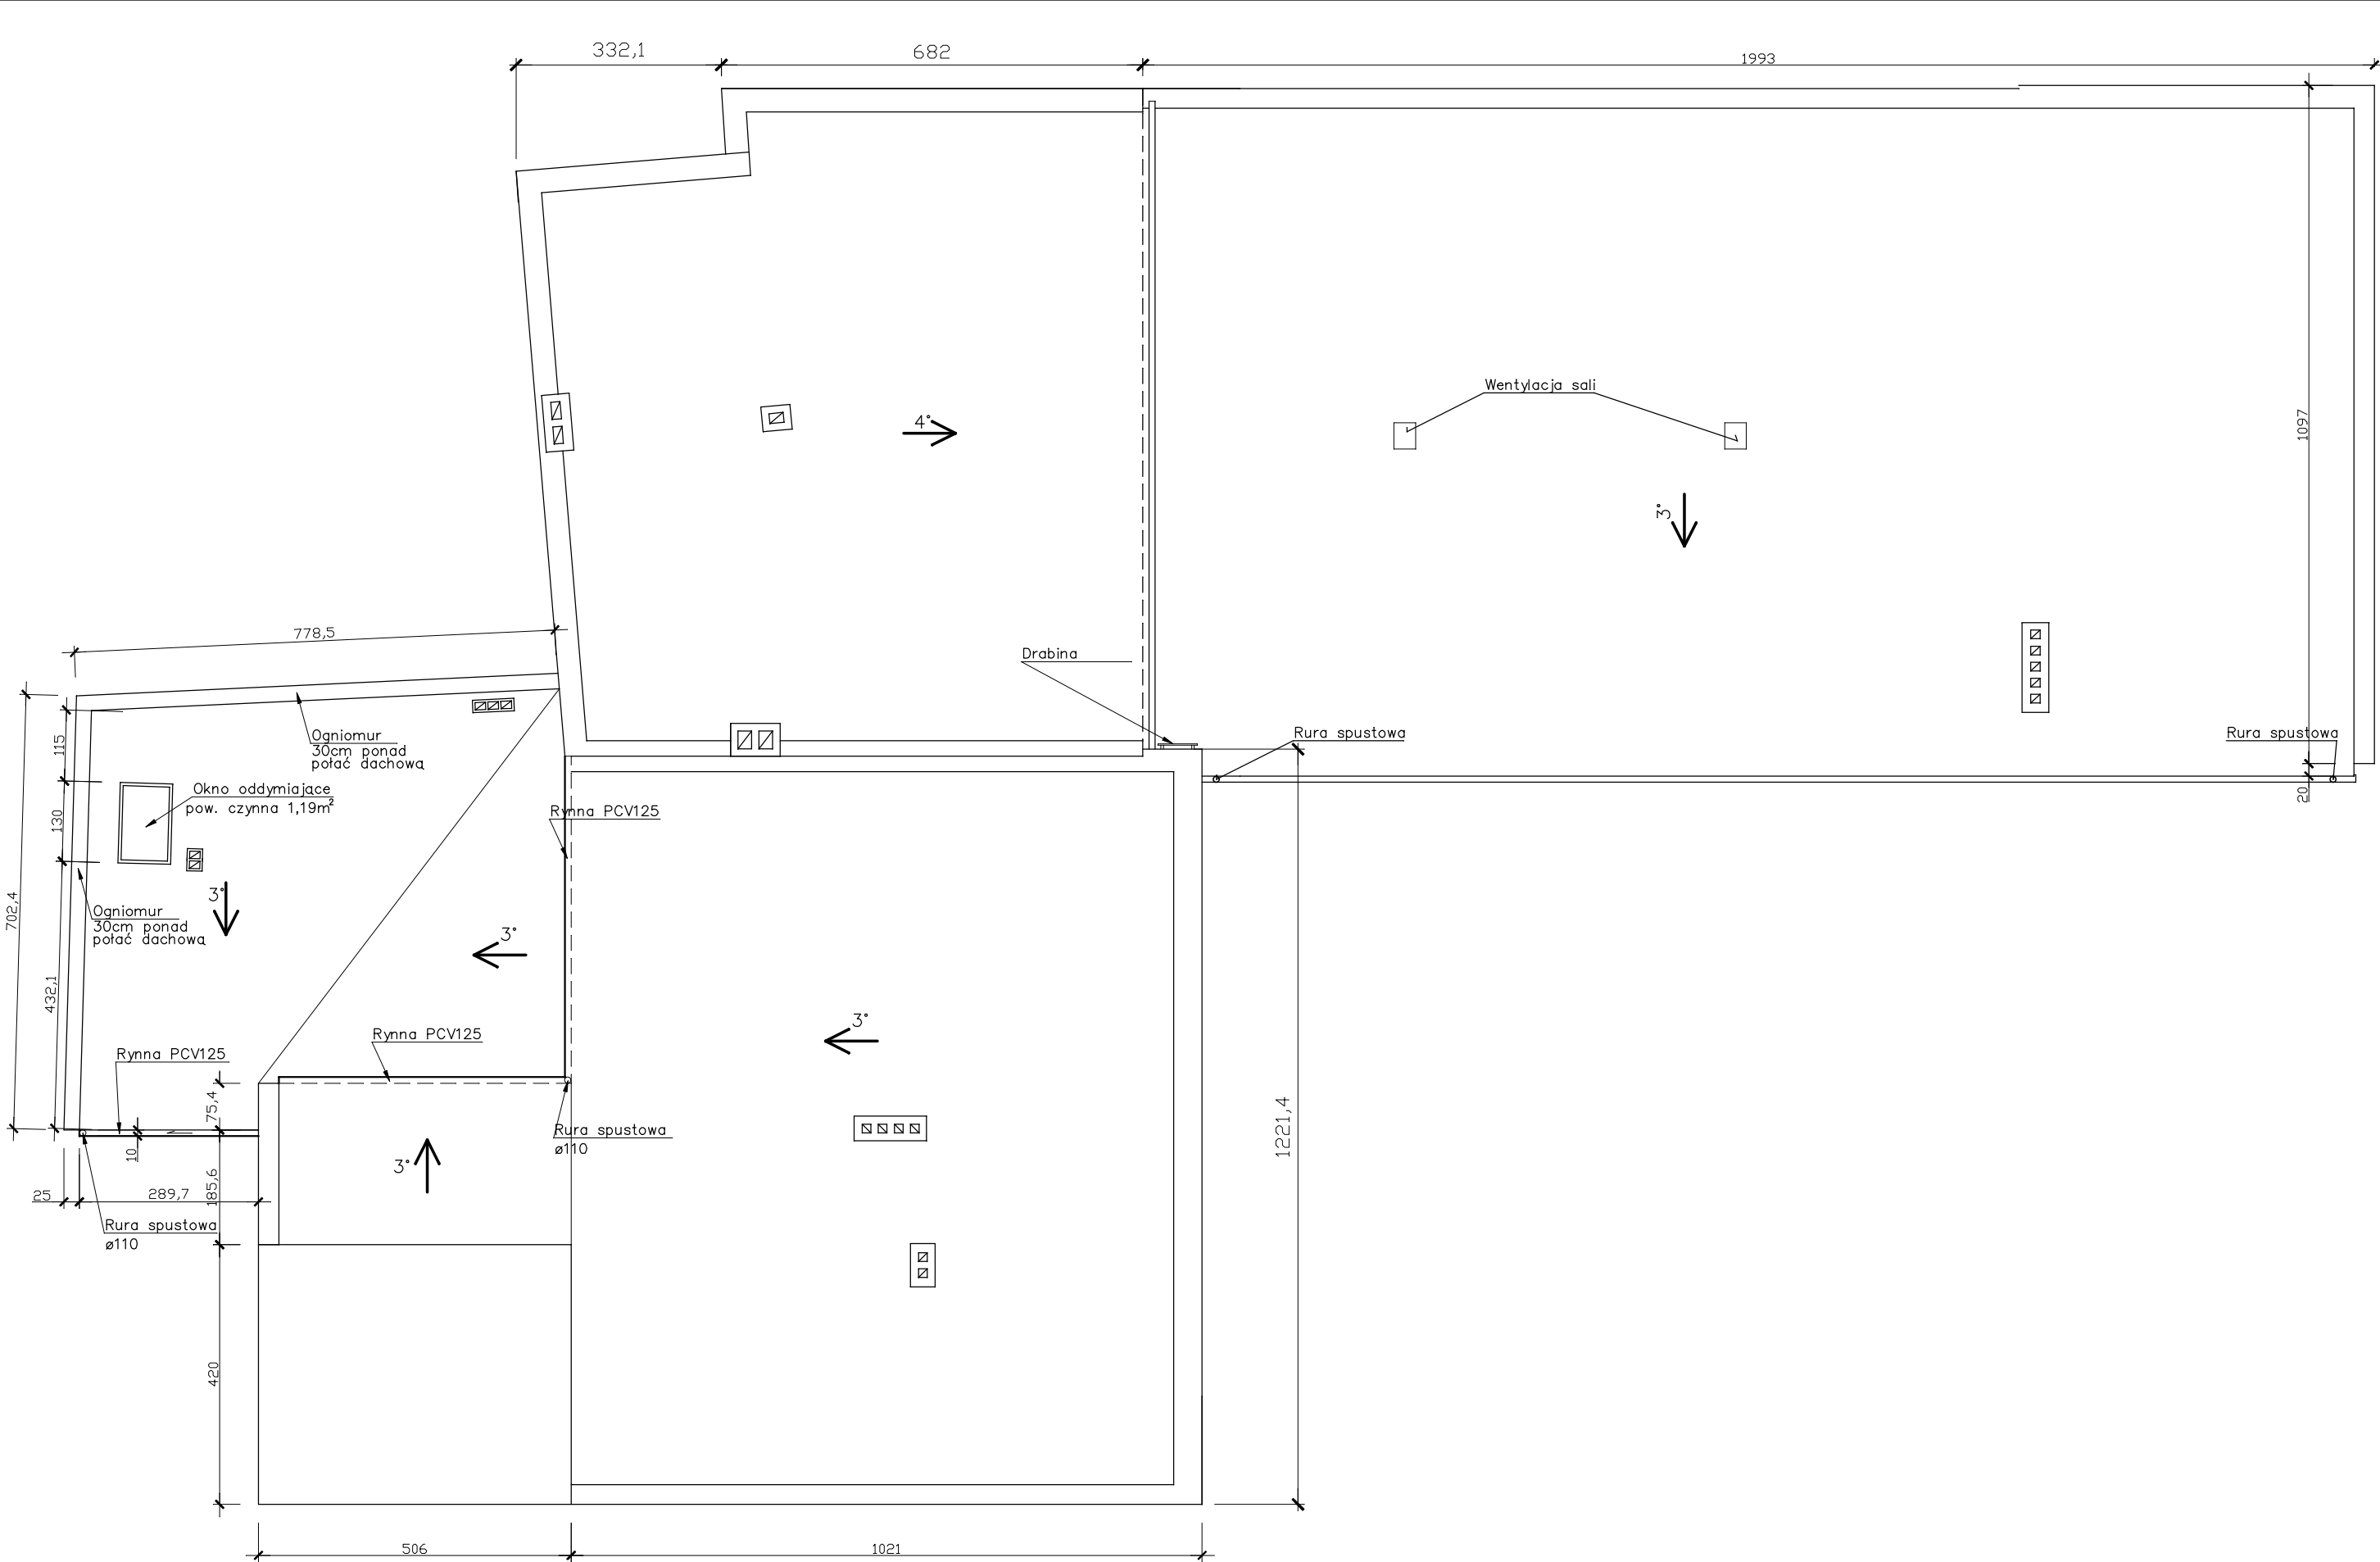 332,1
682
1993
4°
Wentylacja sali
1097
3°
778,5
Drabina
Rura spustowa
Rura spustowa
20
Ogniomur
30cm ponad
połać dachową
115
Okno oddymiające
pow. czynna 1,19m²
130
Rynna PCV125
3°
702,4
Ogniomur
30cm ponad
połać dachową
3°
432,1
3°
Rynna PCV125
Rynna PCV125
75,4
Rura spustowa
ø110
1221,4
10
3°
25
289,7
185,6
Rura spustowa
ø110
420
506
1021